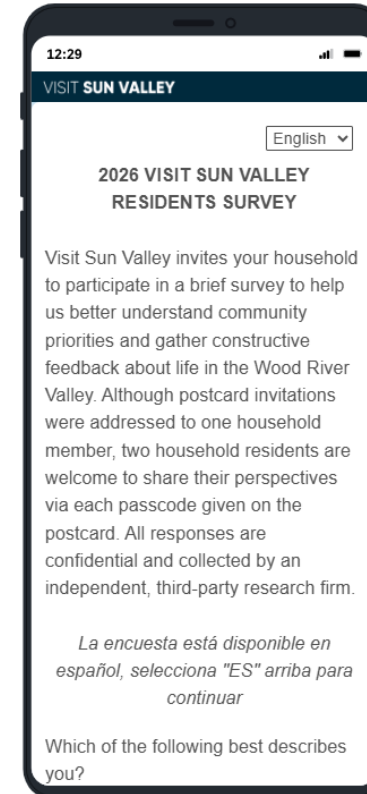 12:29
VISIT SUN VALLEY
English
2026 VISIT SUN VALLEY
RESIDENTS SURVEY
Visit Sun Valley invites your household
to participate in a brief survey to help
us better understand community
priorities and gather constructive
feedback about life in the Wood River
Valley. Although postcard invitations
were addressed to one household
member, two household residents are
welcome to share their perspectives
via each passcode given on the
postcard. All responses are
confidential and collected by an
independent, third-party research firm.
La encuesta está disponible en
español, selecciona "ES" arriba para
continuar
Which of the following best describes
you?